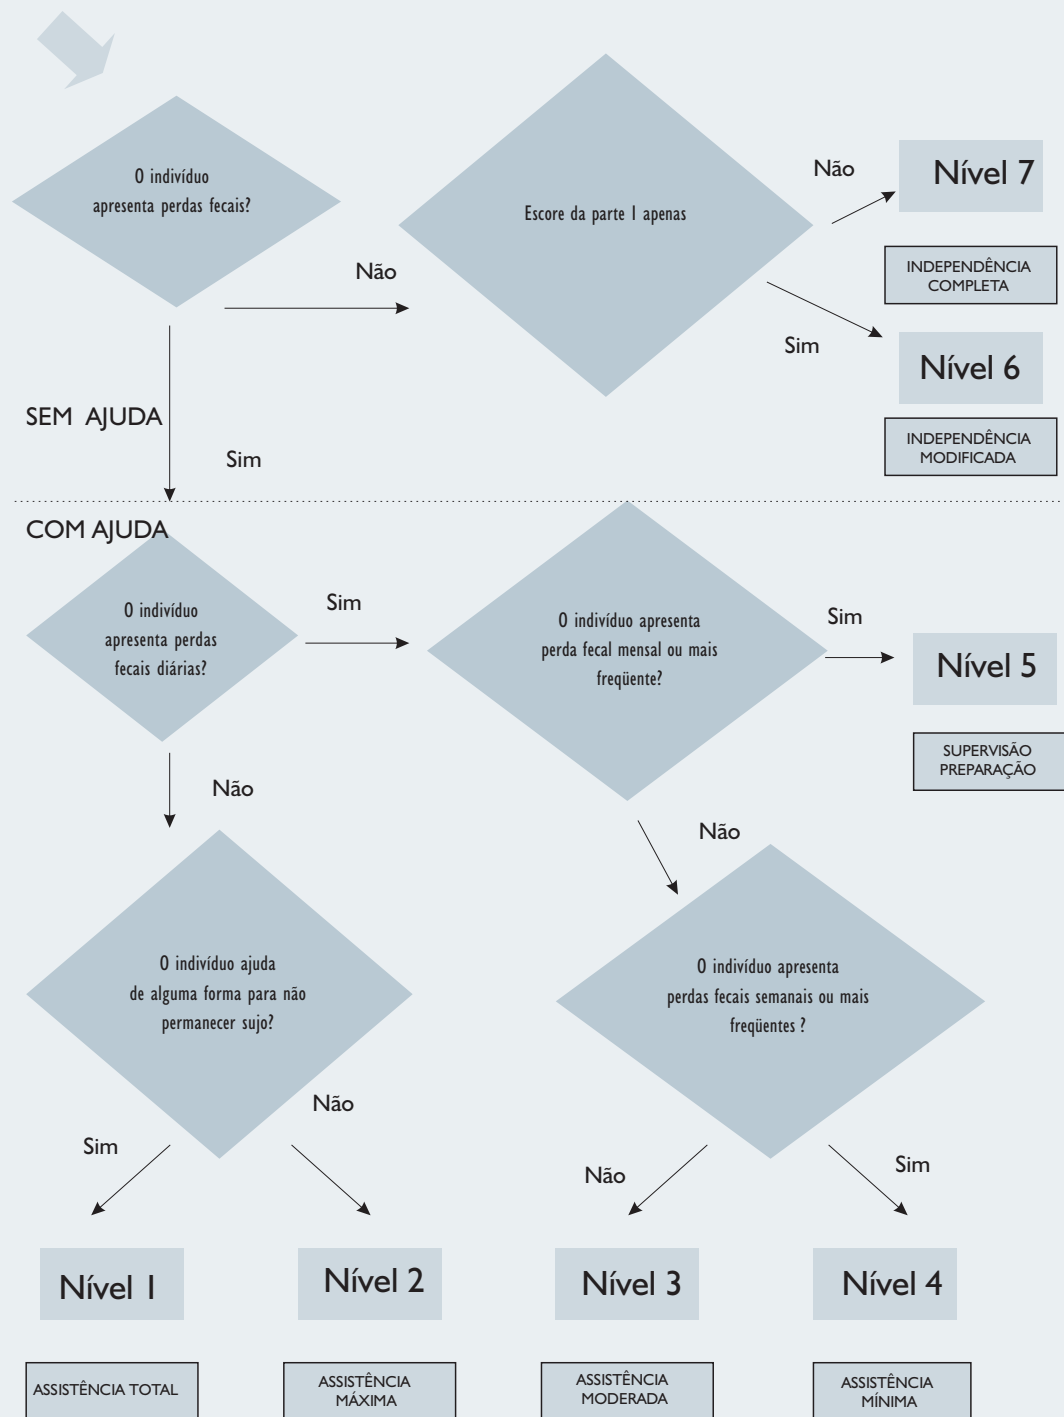 O indivíduo
apresenta perdas fecais?
Escore da parte I apenas
Não
Nível 7
INDEPENDÊNCIA
COMPLETA
Não
Sim
Nível 6
INDEPENDÊNCIA
MODIFICADA
SEM AJUDA
Sim
COM AJUDA
O indivíduo
apresenta perdas
fecais diárias?
Sim
O indivíduo apresenta
perda fecal mensal ou mais
freqüente?
Sim
Nível 5
SUPERVISÃO
PREPARAÇÃO
Não
Não
O indivíduo ajuda
de alguma forma para não
permanecer sujo?
O indivíduo apresenta
perdas fecais semanais ou mais
freqüentes ?
Sim
Não
Não
Sim
Nível I
Nível 2
Nível 3
Nível 4
ASSISTÊNCIA TOTAL
ASSISTÊNCIA
MÁXIMA
ASSISTÊNCIA
MODERADA
ASSISTÊNCIA
MÍNIMA